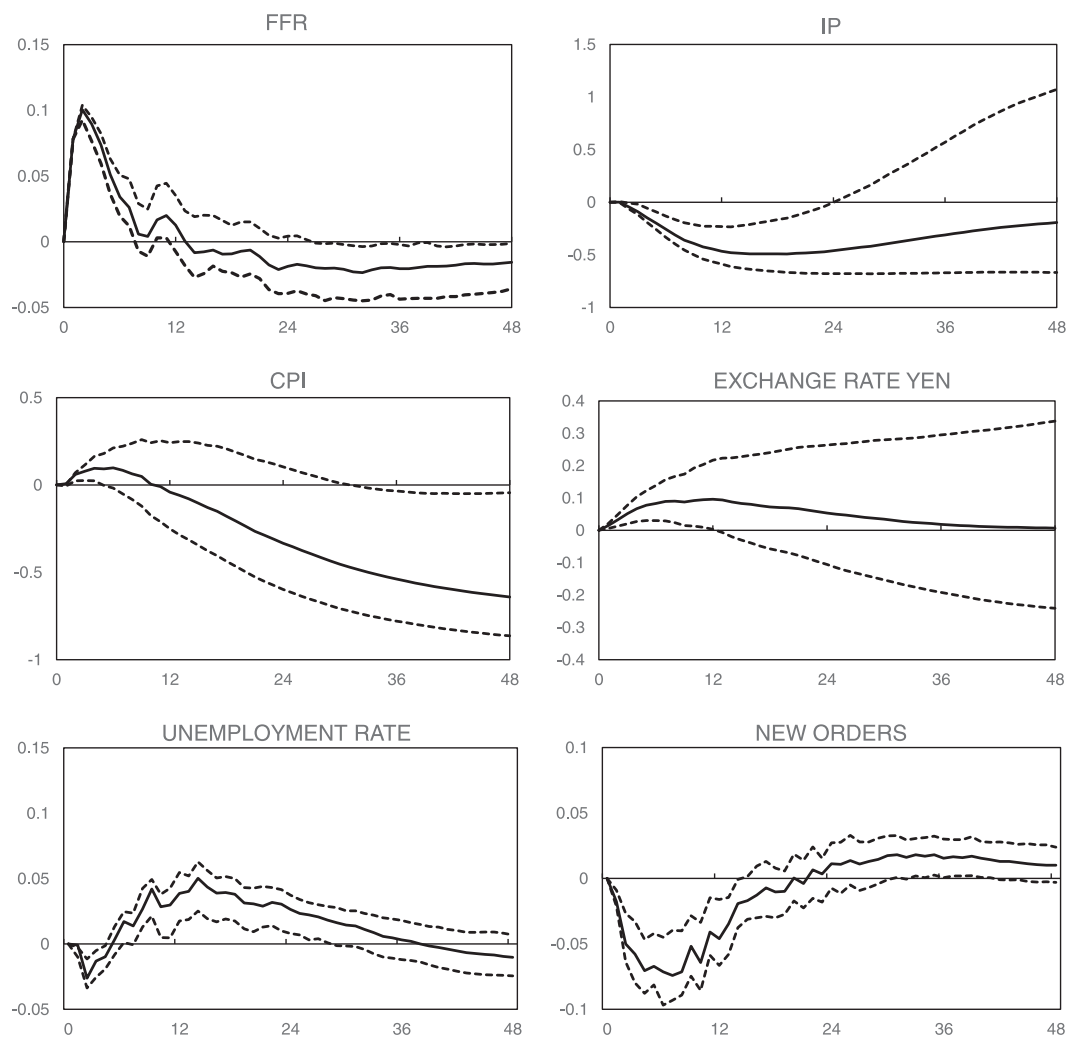 FFR
0.15
0.1
0.05
0
-0.05
0 12 24 36 48
IP
1.5
1
0.5
0
-0.5
-1
0 12 24 36 48
CPI
0.5
0
-0.5
-1
0 12 24 36 48
EXCHANGE RATE YEN
0.4
0.3
0.2
0.1
0
-0.1
-0.2
-0.3
-0.4
0 12 24 36 48
UNEMPLOYMENT RATE
0.15
0.1
0.05
0
-0.05
0 12 24 36 48
NEW ORDERS
0.1
0.05
0
-0.05
-0.1
0 12 24 36 48